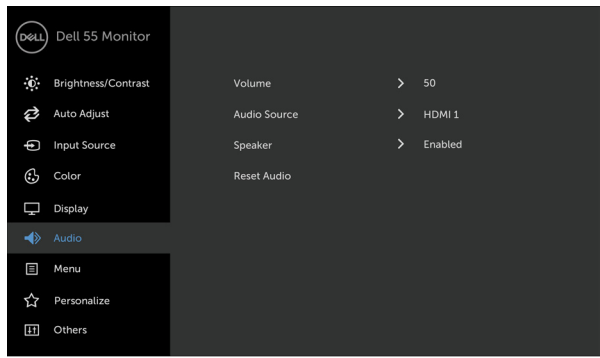 DELL Dell 55 Monitor
Brightness/Contrast
Auto Adjust
Input Source
Color
Display
Audio
Menu
Personalize
Others
Volume 50
Audio Source HDMI 1
Speaker Enabled
Reset Audio